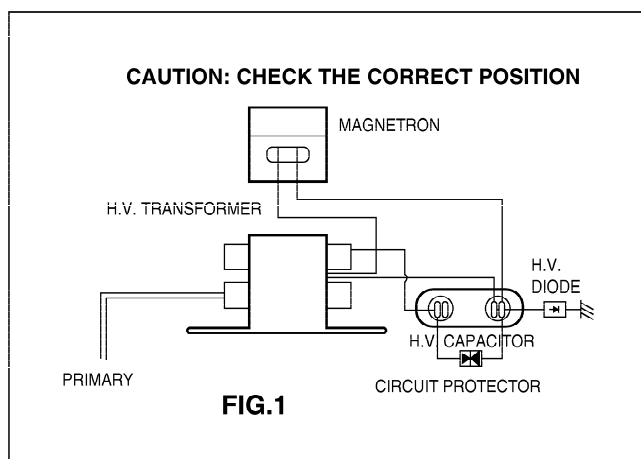 CAUTION: CHECK THE CORRECT POSITION
MAGNETRON
H.V. TRANSFORMER
H.V.
DIODE
H.V. CAPACITOR
PRIMARY
CIRCUIT PROTECTOR
FIG.1